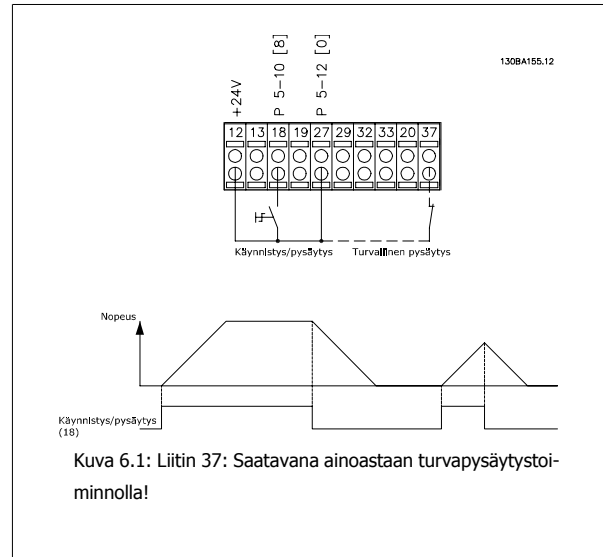 130BA155.12
+24V
P 5-10 [8]
P 5-12 [0]
12 13 18 19 27 29 32 33 20 37
Käynnistys/pysäytys
Turvallinen pysäytys
Nopeus
Käynnistys/pysäytys
(18)
Kuva 6.1: Liitin 37: Saatavana ainoastaan turvapysäytystoi-
minnolla!